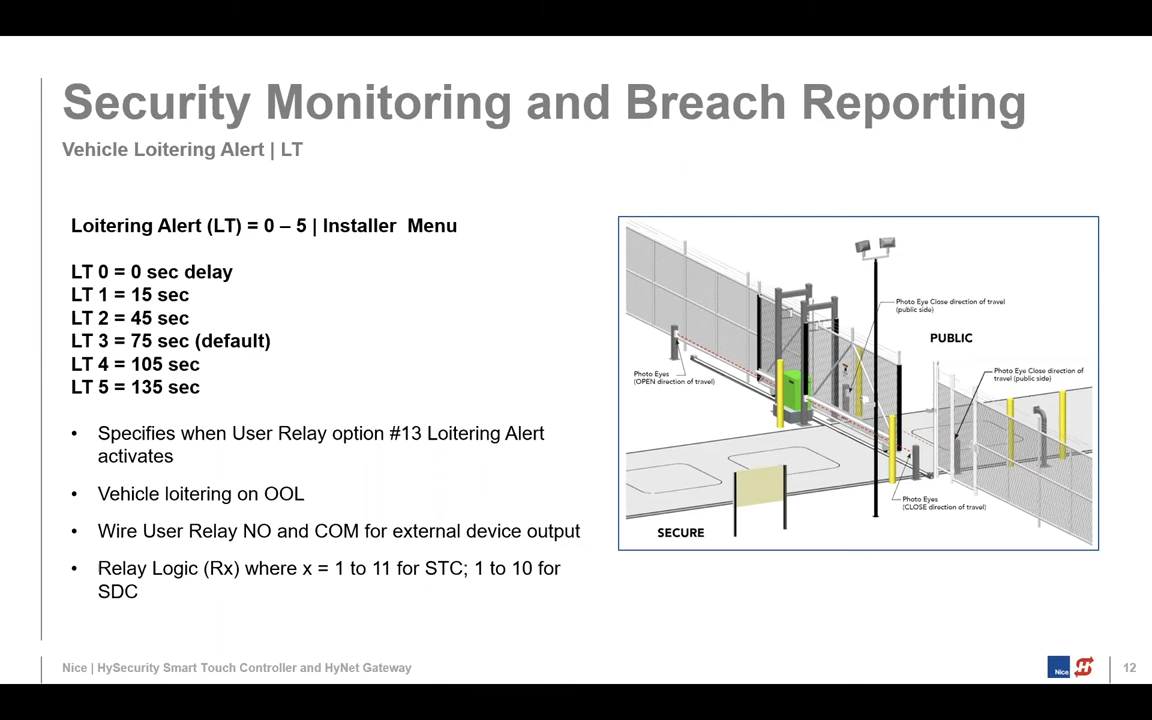 Security Monitoring and Breach Reporting
Vehicle Loitering Alert | LT
Loitering Alert (LT) = 0 – 5 | Installer  Menu
LT 0 = 0 sec delay
LT 1 = 15 sec
LT 2 = 45 sec
LT 3 = 75 sec (default)
LT 4 = 105 sec
LT 5 = 135 sec
• Specifies when User Relay option #13 Loitering Alert
activates
• Vehicle loitering on OOL
• Wire User Relay NO and COM for external device output
• Relay Logic (Rx) where x = 1 to 11 for STC; 1 to 10 for
SDC
Photo Eye Close direction of travel
(public side)
PUBLIC
Photo Eyes
(OPEN direction of travel)
Photo Eye Close direction of
travel (public side)
Photo Eyes
(CLOSE direction of travel)
SECURE
Nice | HySecurity Smart Touch Controller and HyNet Gateway
Nice
H
12